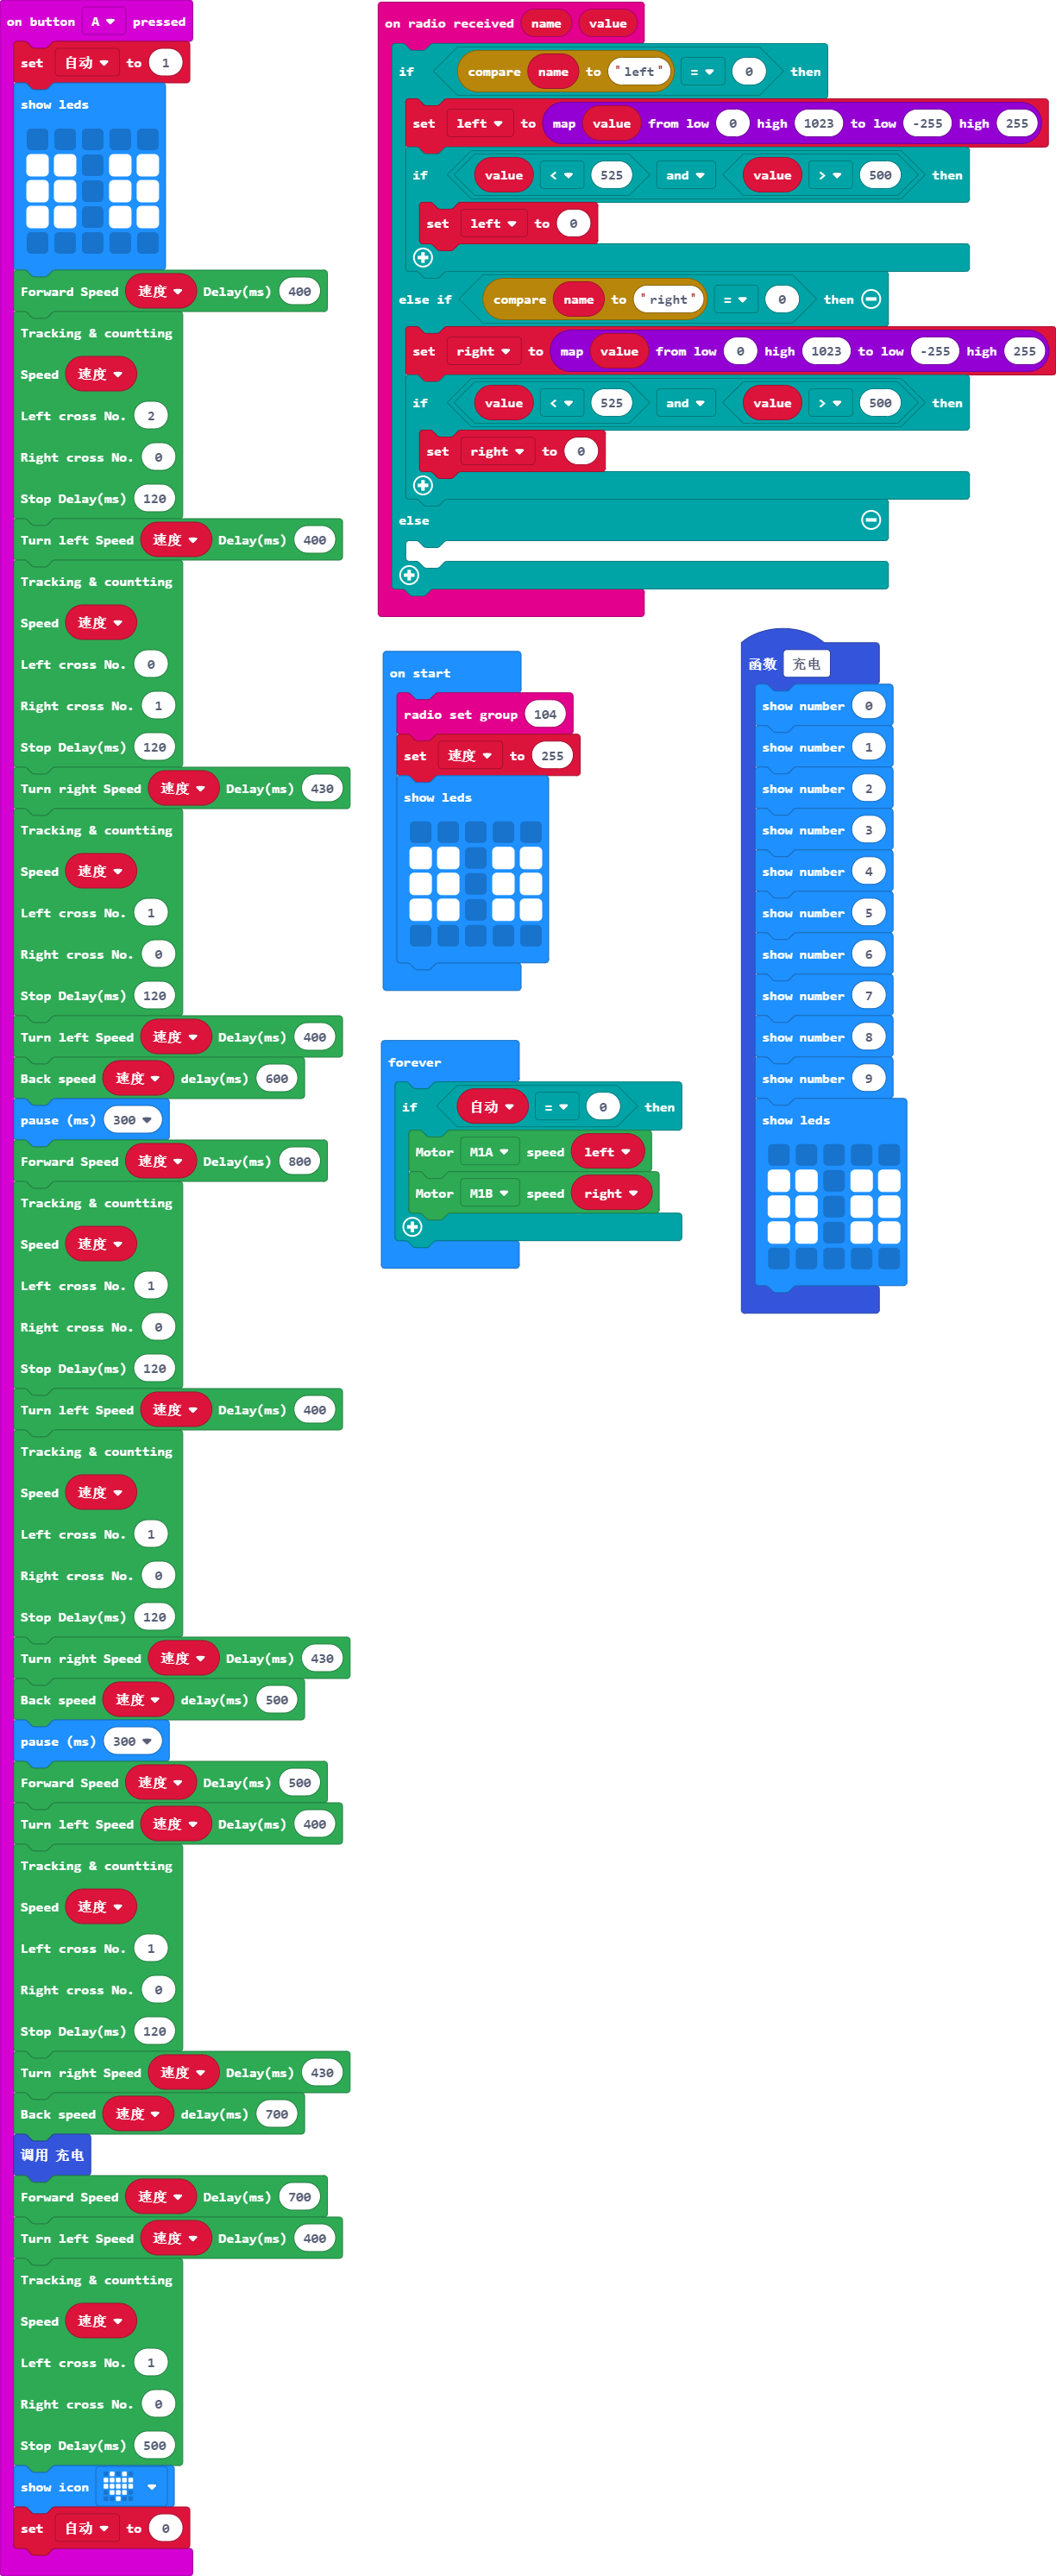 on button A pressed
set 自动 to 1
show leds
Forward Speed 速度 Delay(ms) 400
Tracking & countting
Speed 速度
Left cross No. 2
Right cross No. 0
Stop Delay(ms) 120
Turn left Speed 速度 Delay(ms) 400
Tracking & countting
Speed 速度
Left cross No. 0
Right cross No. 1
Stop Delay(ms) 120
Turn right Speed 速度 Delay(ms) 430
Tracking & countting
Speed 速度
Left cross No. 1
Right cross No. 0
Stop Delay(ms) 120
Turn left Speed 速度 Delay(ms) 400
Back speed 速度 delay(ms) 600
pause (ms) 300
Forward Speed 速度 Delay(ms) 800
Tracking & countting
Speed 速度
Left cross No. 1
Right cross No. 0
Stop Delay(ms) 120
Turn left Speed 速度 Delay(ms) 400
Tracking & countting
Speed 速度
Left cross No. 1
Right cross No. 0
Stop Delay(ms) 120
Turn right Speed 速度 Delay(ms) 430
Back speed 速度 delay(ms) 500
pause (ms) 300
Forward Speed 速度 Delay(ms) 500
Turn left Speed 速度 Delay(ms) 400
Tracking & countting
Speed 速度
Left cross No. 1
Right cross No. 0
Stop Delay(ms) 120
Turn right Speed 速度 Delay(ms) 430
Back speed 速度 delay(ms) 700
调用 充电
Forward Speed 速度 Delay(ms) 700
Turn left Speed 速度 Delay(ms) 400
Tracking & countting
Speed 速度
Left cross No. 1
Right cross No. 0
Stop Delay(ms) 500
show icon
set 自动 to 0
on radio received name value
if compare name to "left" = 0 then
set left to map value from low 0 high 1023 to low -255 high 255
if value < 525 and value > 500 then
set left to 0
else if compare name to "right" = 0 then
set right to map value from low 0 high 1023 to low -255 high 255
if value < 525 and value > 500 then
set right to 0
else
on start
radio set group 104
set 速度 to 255
show leds
forever
if 自动 = 0 then
Motor M1A speed left
Motor M1B speed right
函数 充电
show number 0
show number 1
show number 2
show number 3
show number 4
show number 5
show number 6
show number 7
show number 8
show number 9
show leds